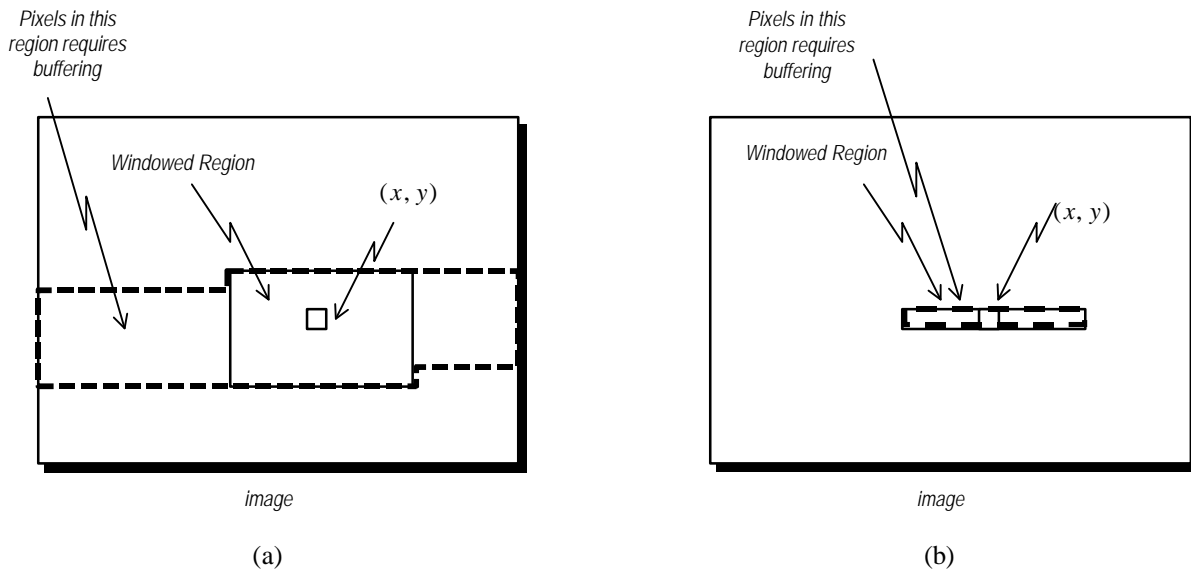 Pixels in this
region requires
buffering
Windowed Region
(x, y)
image
(a)
Pixels in this
region requires
buffering
Windowed Region
(x, y)
image
(b)